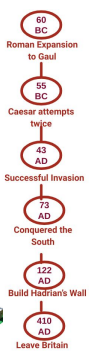 60
BC
Roman Expansion
to Gaul
55
BC
Caesar attempts
twice
43
AD
Successful Invasion
73
AD
Conquered the
South
122
AD
Build Hadrian's Wall
410
AD
Leave Britain